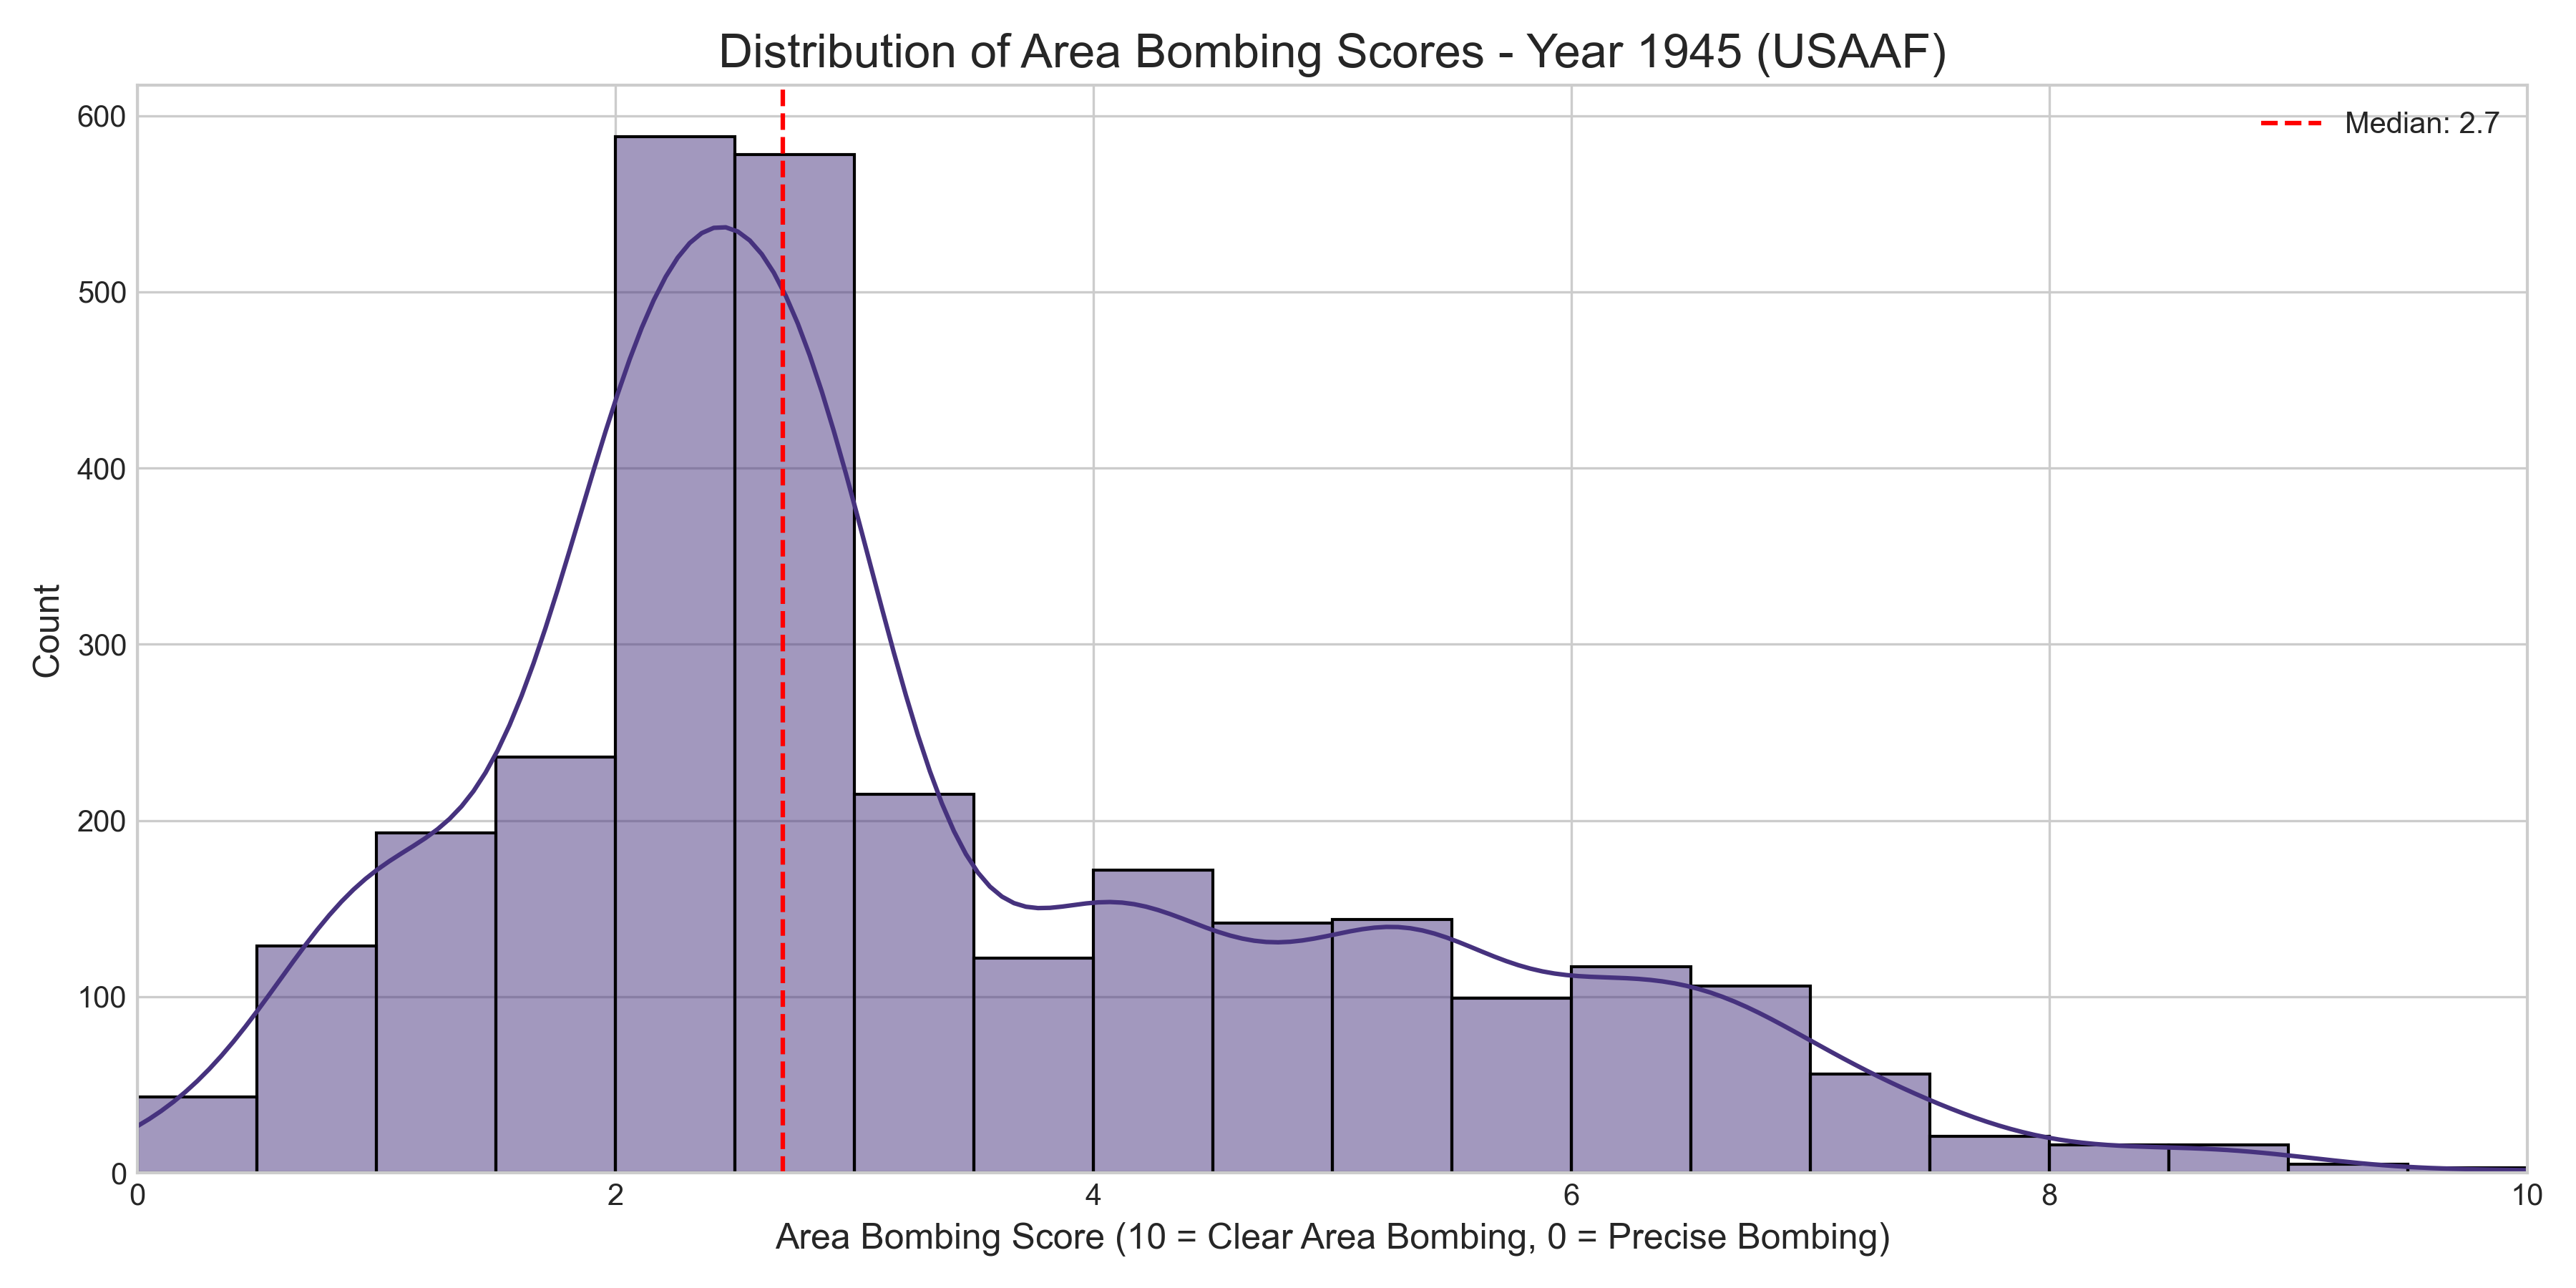 Distribution of Area Bombing Scores - Year 1945 (USAAF)
Median: 2.7
600
500
400
300
200
100
0
Count
0 2 4 6 8 10
Area Bombing Score (10 = Clear Area Bombing, 0 = Precise Bombing)